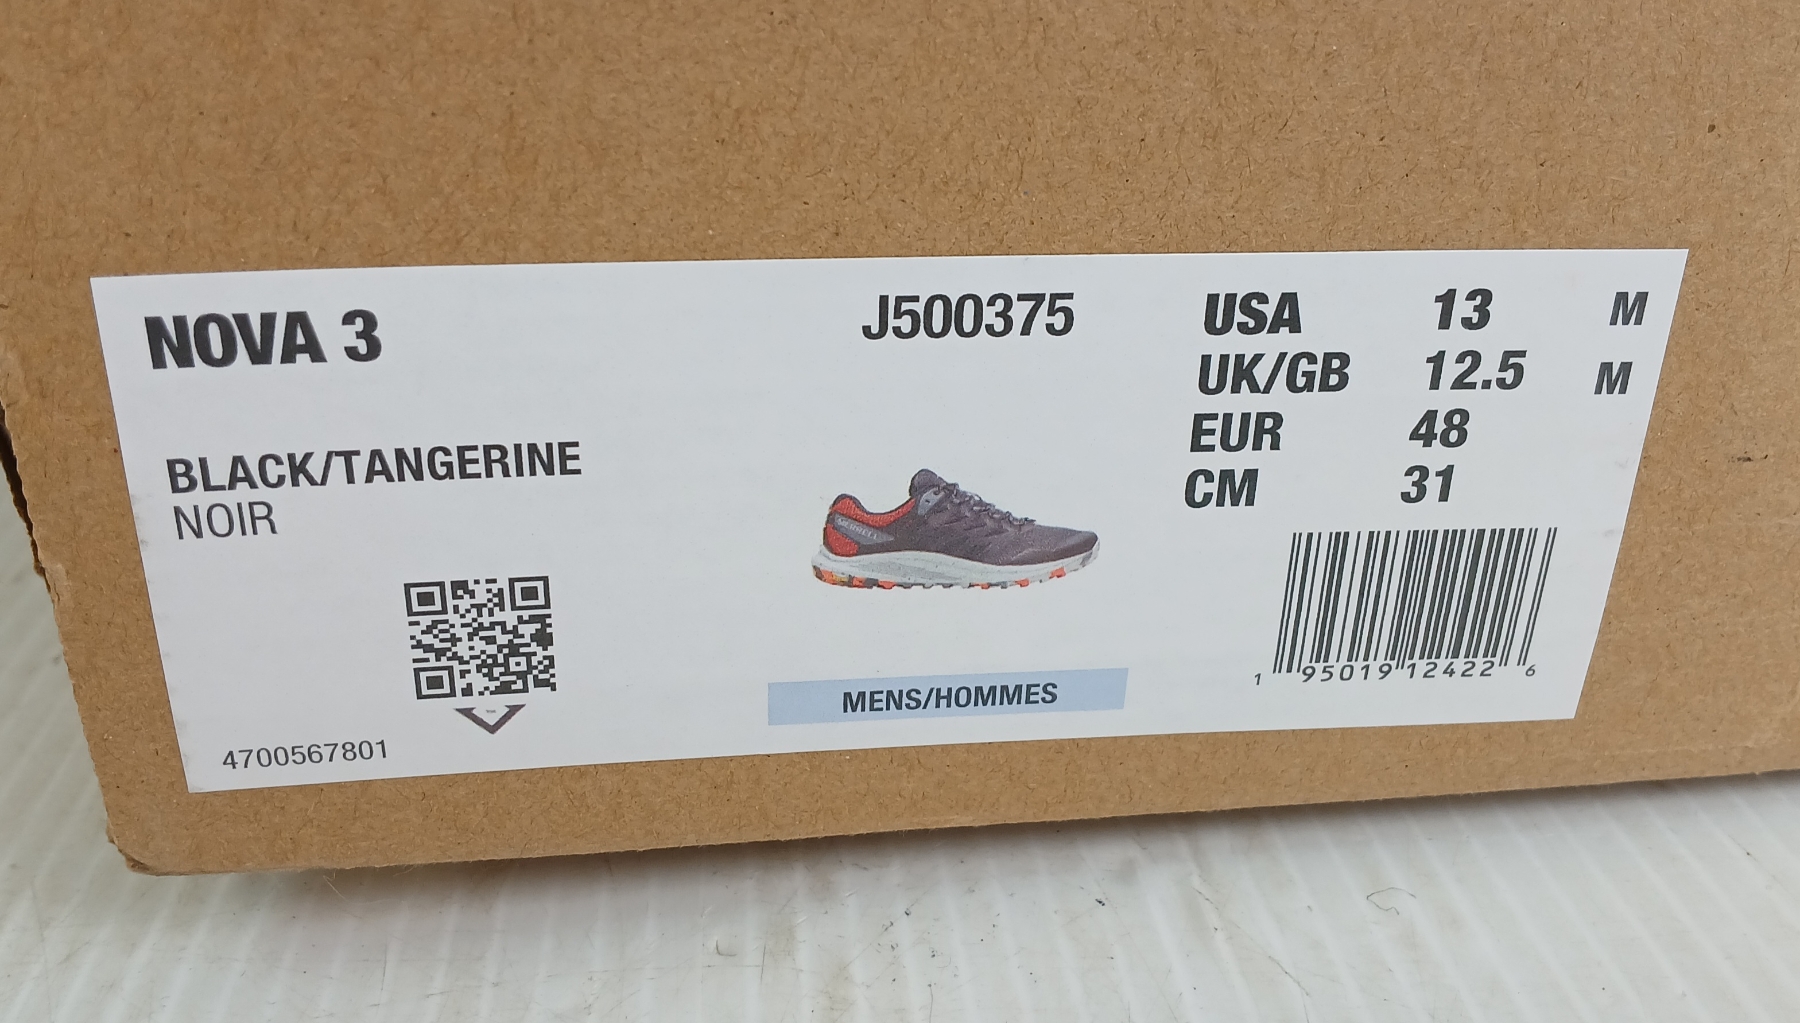 NOVA 3
J500375
USA 13 M
UK/GB 12.5 M
EUR 48
CM 31
BLACK/TANGERINE
NOIR
MERRELL
MENS/HOMMES
1 95019 12422 6
4700567801